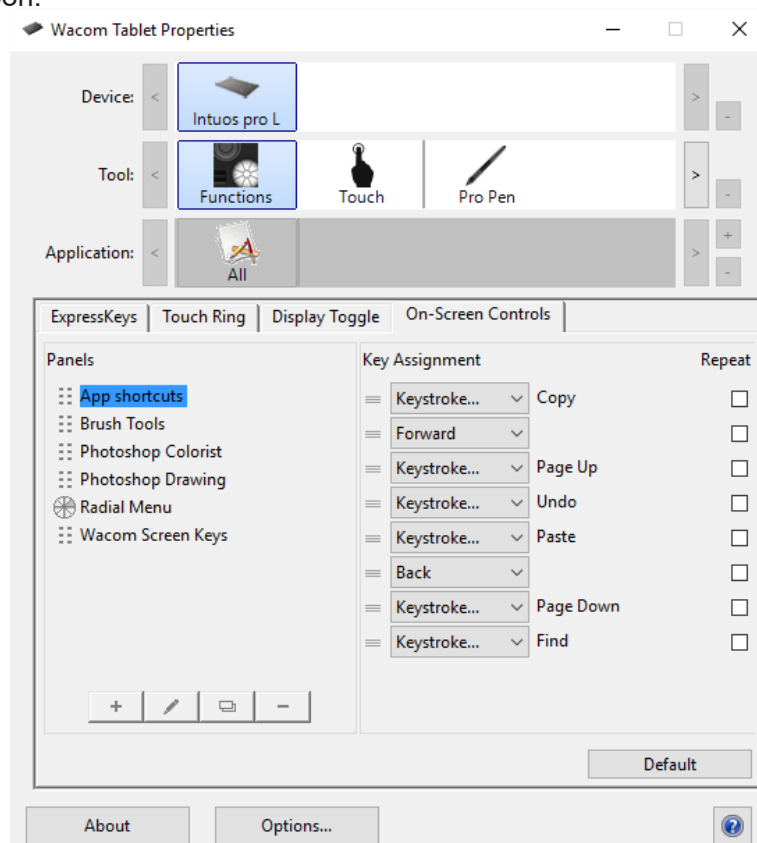 Wacom Tablet Properties
Device:
<
Intuos pro L
>
-
Tool:
<
Functions
Touch
Pro Pen
>
-
Application:
<
All
>
+
-
ExpressKeys
Touch Ring
Display Toggle
On-Screen Controls
Panels
App shortcuts
Brush Tools
Photoshop Colorist
Photoshop Drawing
Radial Menu
Wacom Screen Keys
+
-
Key Assignment Repeat
Keystroke... Copy
Forward
Keystroke... Page Up
Keystroke... Undo
Keystroke... Paste
Back
Keystroke... Page Down
Keystroke... Find
Default
About
Options...
?